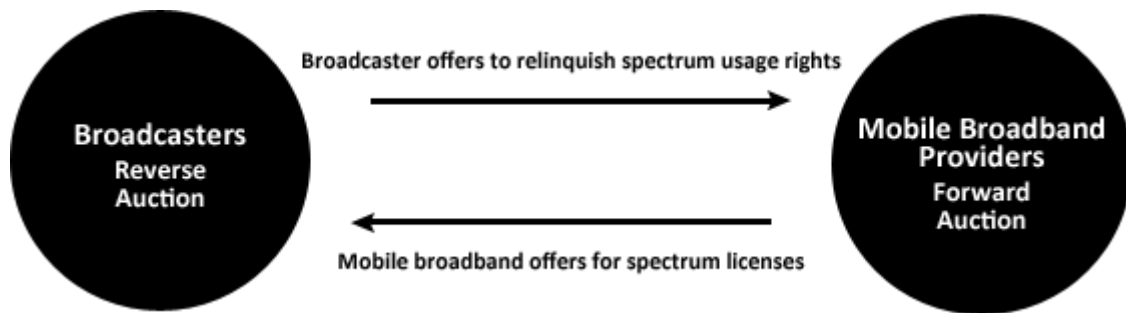 Broadcaster offers to relinquish spectrum usage rights
Broadcasters
Reverse
Auction
Mobile Broadband
Providers
Forward
Auction
Mobile broadband offers for spectrum licenses